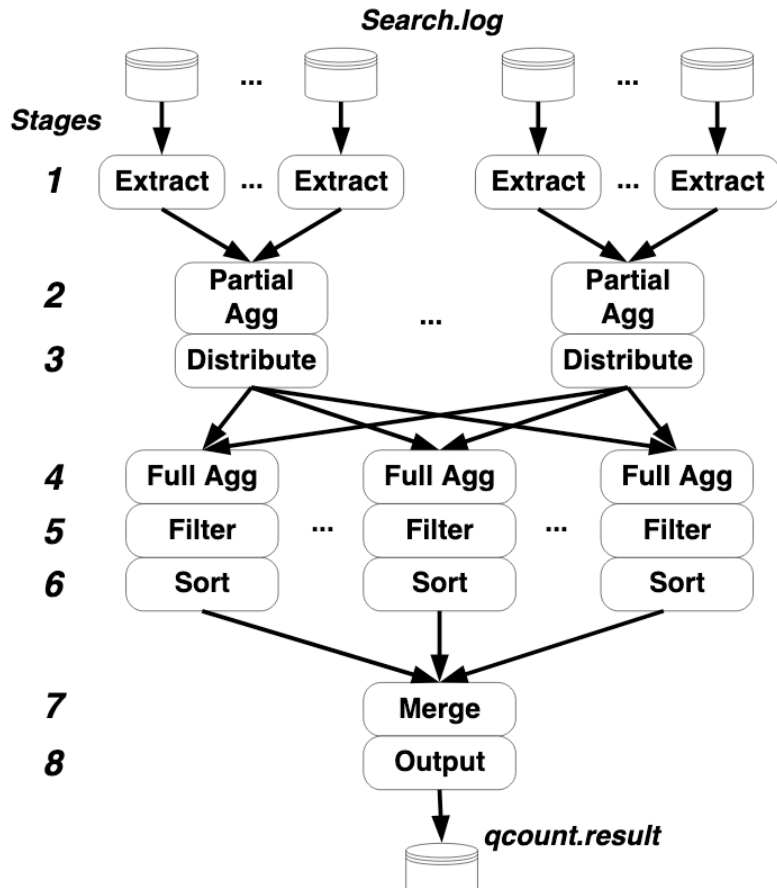 Search.log
... ...
Stages
1 Extract ... Extract Extract ... Extract
2 Partial Agg Partial Agg
...
3 Distribute Distribute
4 Full Agg Full Agg Full Agg
5 Filter ... Filter ... Filter
6 Sort Sort Sort
7 Merge
8 Output
qcount.result